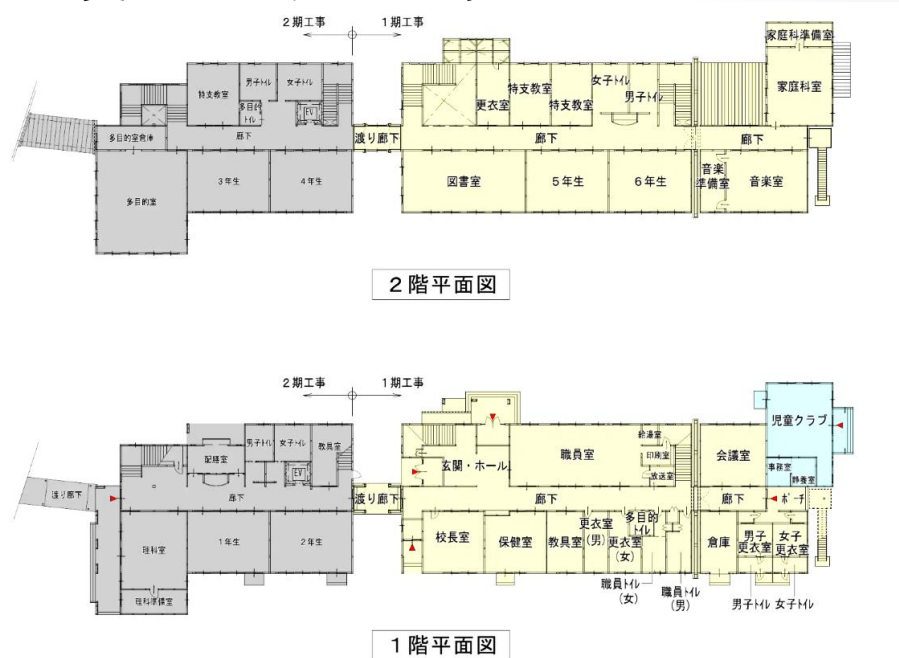 2期工事 1期工事
家庭科準備室
家庭科室
特支教室
男子トイレ
女子トイレ
多目的トイレ
EV
更衣室
特支教室
特支教室
女子トイレ
男子トイレ
多目的室倉庫
廊下
渡り廊下
廊下
廊下
多目的室
3年生
4年生
図書室
5年生
6年生
音楽準備室
音楽室
2階平面図
2期工事 1期工事
児童クラブ
配膳室
男子トイレ
女子トイレ
教具室
EV
玄関・ホール
職員室
給湯室
印刷室
放送室
会議室
事務室
静養室
渡り廊下
廊下
渡り廊下
廊下
廊下
ポーチ
理科室
1年生
2年生
校長室
保健室
教具室
更衣室(男)
更衣室(女)
多目的トイレ
倉庫
男子更衣室
女子更衣室
理科準備室
職員トイレ(女)
職員トイレ(男)
男子トイレ
女子トイレ
1階平面図